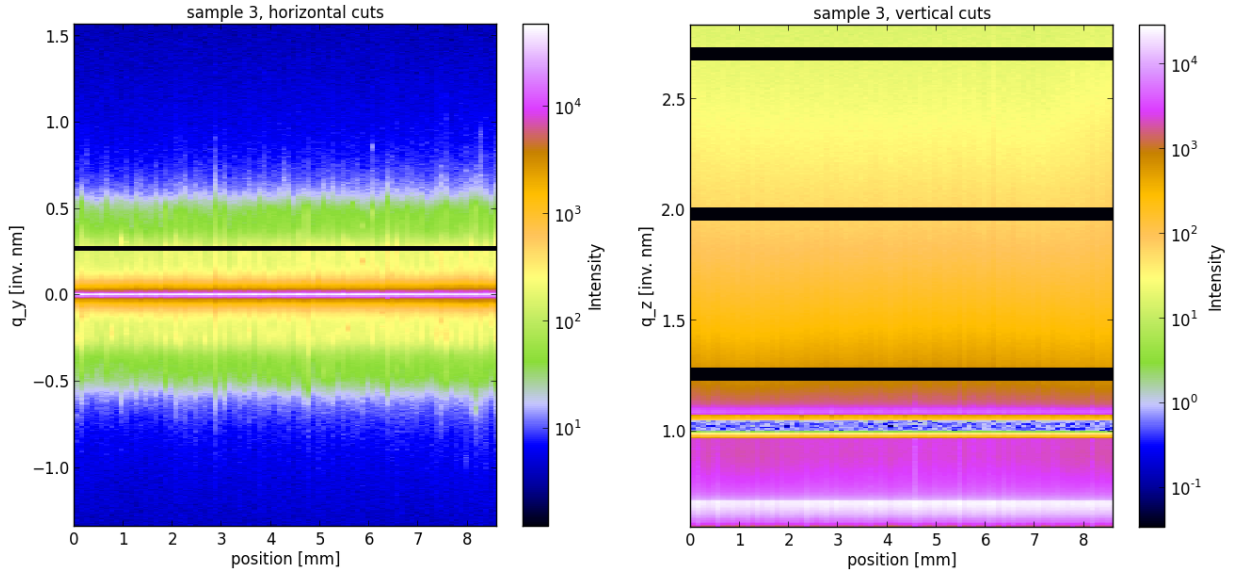 sample 3, horizontal cuts
q_y [inv. nm]
1.5
1.0
0.5
0.0
−0.5
−1.0
0 1 2 3 4 5 6 7 8
position [mm]
10^4
10^3
10^2
10^1
Intensity
sample 3, vertical cuts
q_z [inv. nm]
2.5
2.0
1.5
1.0
0 1 2 3 4 5 6 7 8
position [mm]
10^4
10^3
10^2
10^1
10^0
10^-1
Intensity